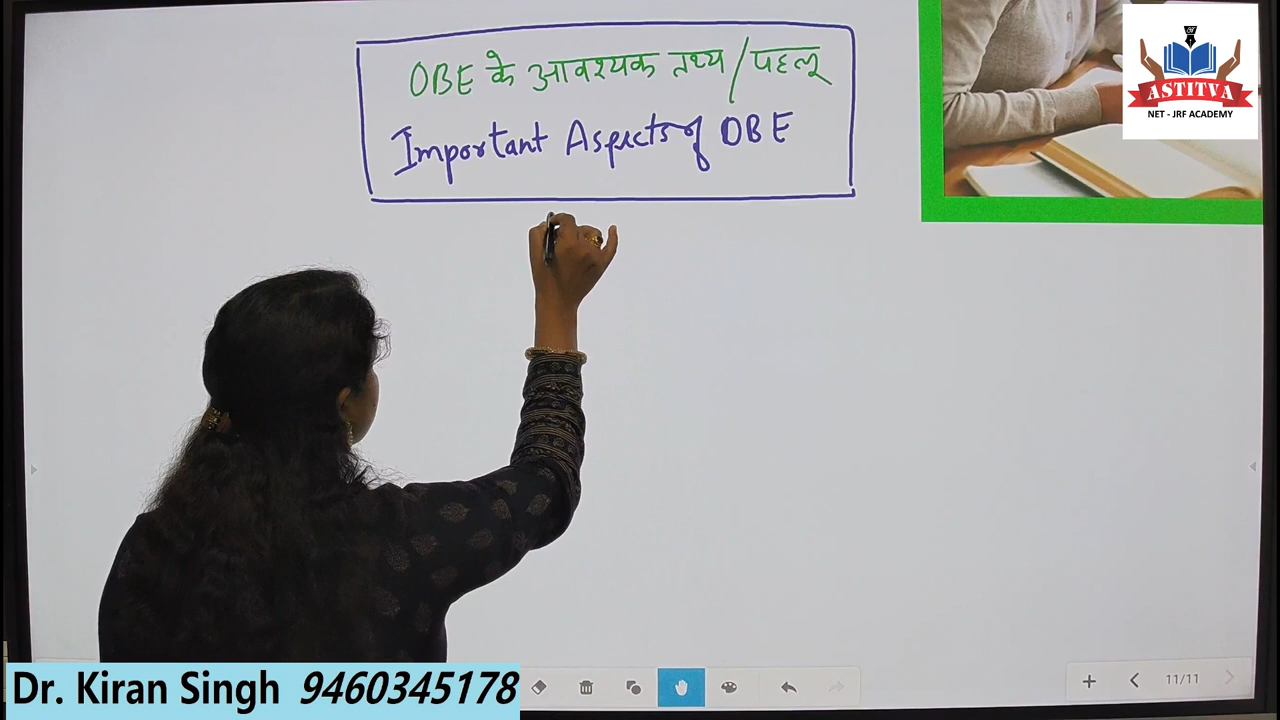 OBE के आवश्यक तथ्य/पहलू
Important Aspects of OBE
ASTITVA
NET - JRF ACADEMY
11/11
Dr. Kiran Singh 9460345178